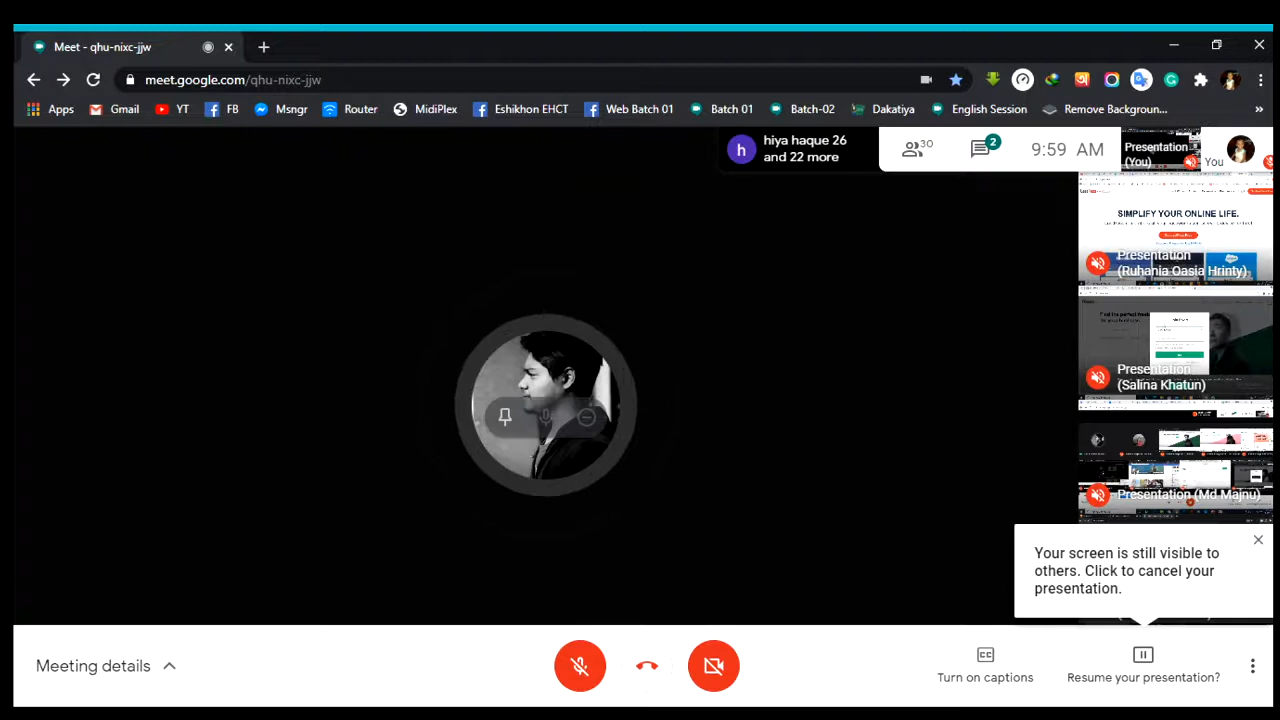 Meet - qhu-nixc-jjw
meet.google.com/qhu-nixc-jjw
Apps Gmail YT FB Msngr Router MidiPlex Eshikhon EHCT Web Batch 01 Batch 01 Batch-02 Dakatiya English Session Remove Backgroun... »
h hiya haque 26
and 22 more
30
2
9:59 AM
Presentation
(You)
You
SIMPLIFY YOUR ONLINE LIFE.
Presentation
(Ruhania Oasia Hrinty)
Presentation
(Salina Khatun)
Presentation (Md Majnu)
Your screen is still visible to
others. Click to cancel your
presentation.
Meeting details
CC
Turn on captions
Resume your presentation?